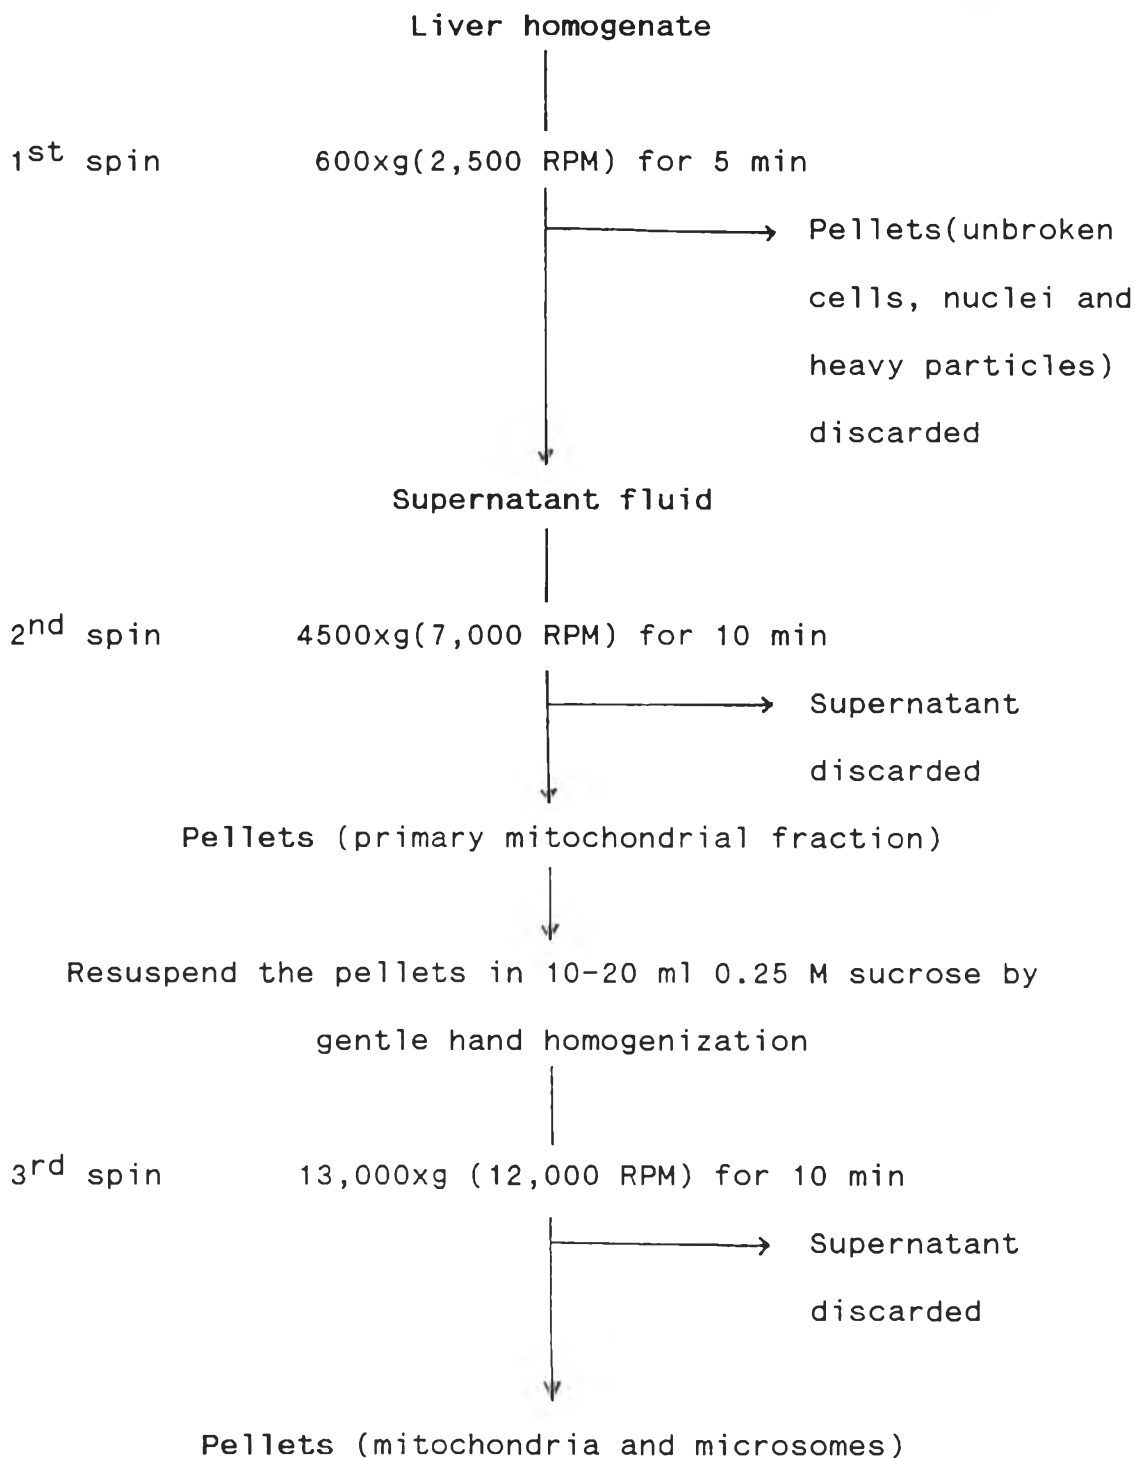 Liver homogenate
1st spin 600xg(2,500 RPM) for 5 min
Pellets(unbroken
cells, nuclei and
heavy particles)
discarded
Supernatant fluid
2nd spin 4500xg(7,000 RPM) for 10 min
Supernatant
discarded
Pellets (primary mitochondrial fraction)
Resuspend the pellets in 10-20 ml 0.25 M sucrose by
gentle hand homogenization
3rd spin 13,000xg (12,000 RPM) for 10 min
Supernatant
discarded
Pellets (mitochondria and microsomes)